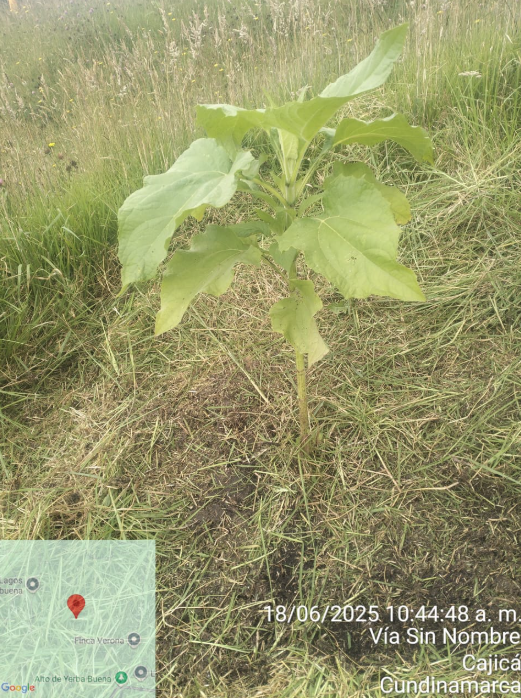 Lagos
buena
Finca Verona
Alto de Yerba Buena
Google
18/06/2025 10:44:48 a. m.
Vía Sin Nombre
Cajicá
Cundinamarca